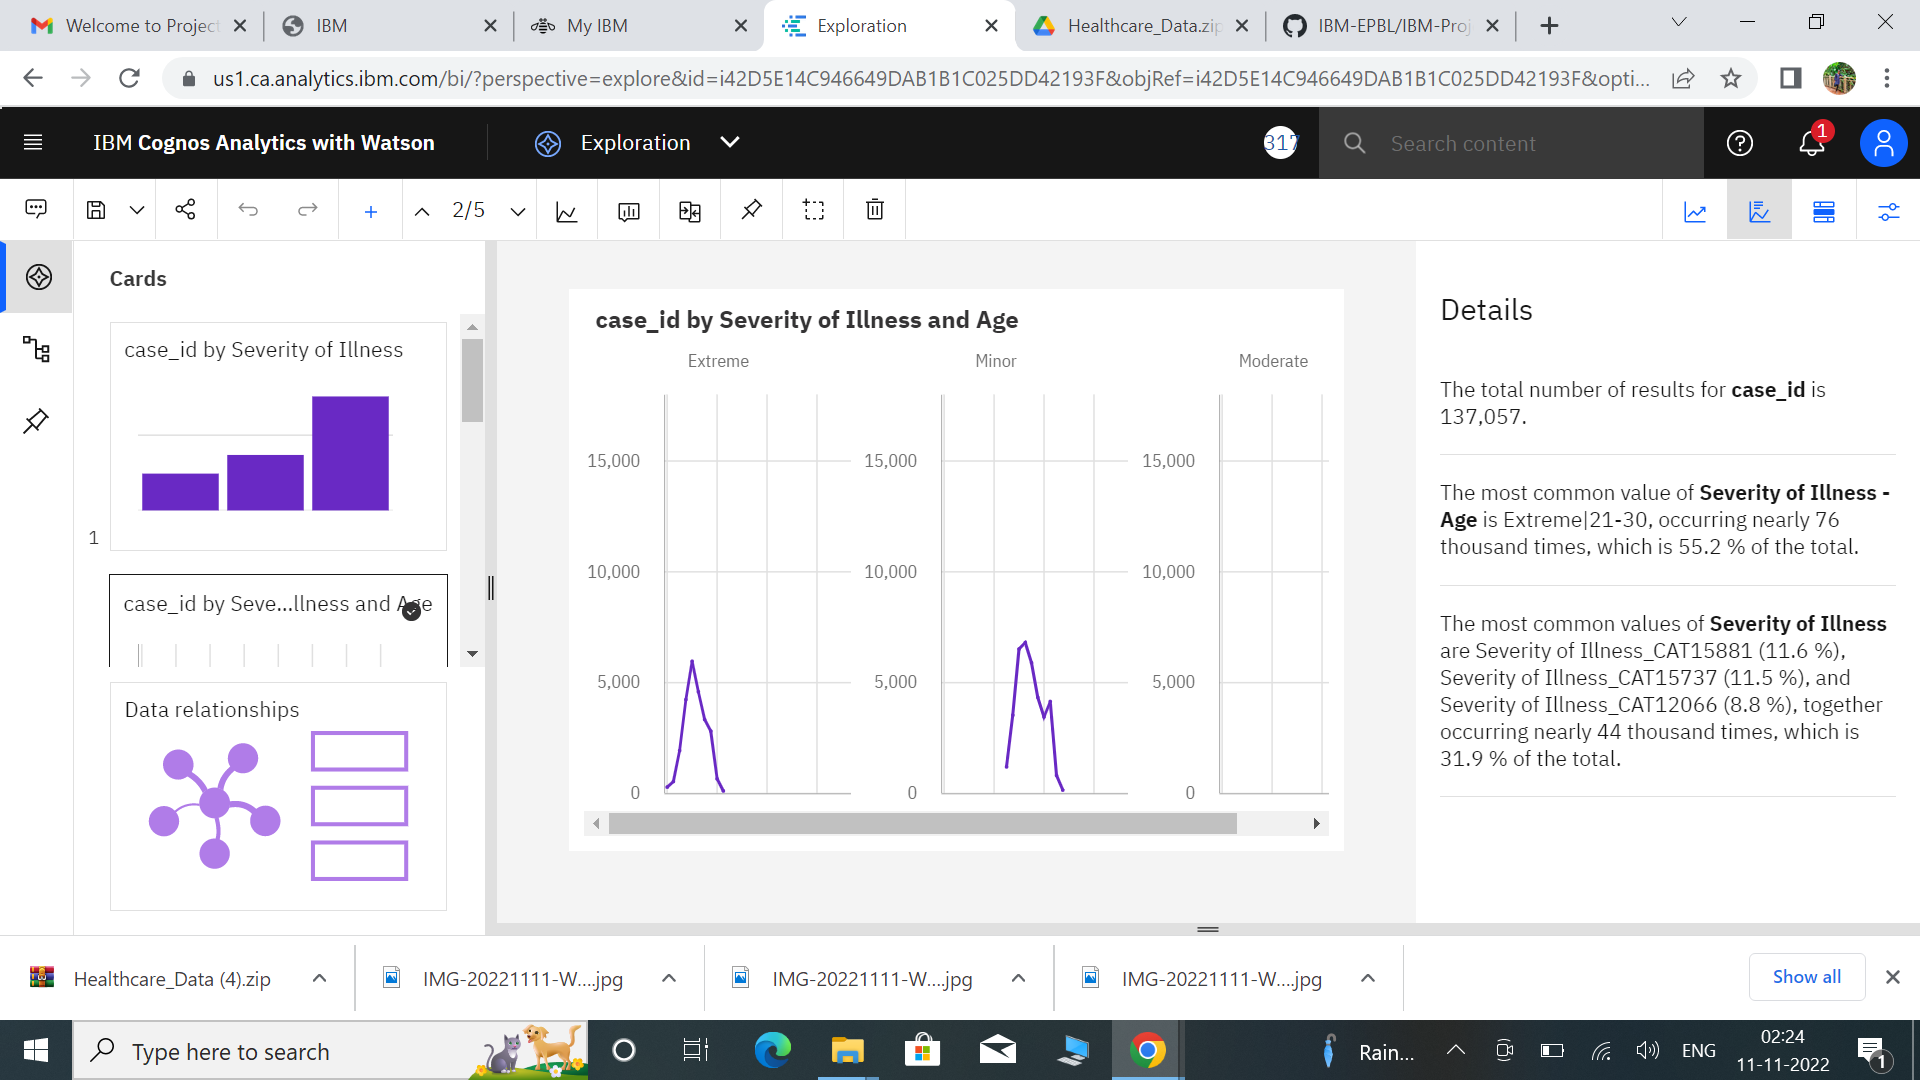 Welcome to Project
IBM
My IBM
Exploration
Healthcare_Data.zip
IBM-EPBL/IBM-Proj
us1.ca.analytics.ibm.com/bi/?perspective=explore&id=i42D5E14C946649DAB1B1C025DD42193F&objRef=i42D5E14C946649DAB1B1C025DD42193F&opti...
IBM Cognos Analytics with Watson
Exploration
317
Search content
1
2/5
Cards
case_id by Severity of Illness
1
case_id by Seve...llness and Age
Data relationships
case_id by Severity of Illness and Age
Extreme
Minor
Moderate
15,000
15,000
15,000
10,000
10,000
10,000
5,000
5,000
5,000
0
0
0
Details
The total number of results for case_id is
137,057.
The most common value of Severity of Illness -
Age is Extreme|21-30, occurring nearly 76
thousand times, which is 55.2 % of the total.
The most common values of Severity of Illness
are Severity of Illness_CAT15881 (11.6 %),
Severity of Illness_CAT15737 (11.5 %), and
Severity of Illness_CAT12066 (8.8 %), together
occurring nearly 44 thousand times, which is
31.9 % of the total.
Healthcare_Data (4).zip
IMG-20221111-W....jpg
IMG-20221111-W....jpg
IMG-20221111-W....jpg
Show all
Type here to search
Rain...
ENG
02:24
11-11-2022
1